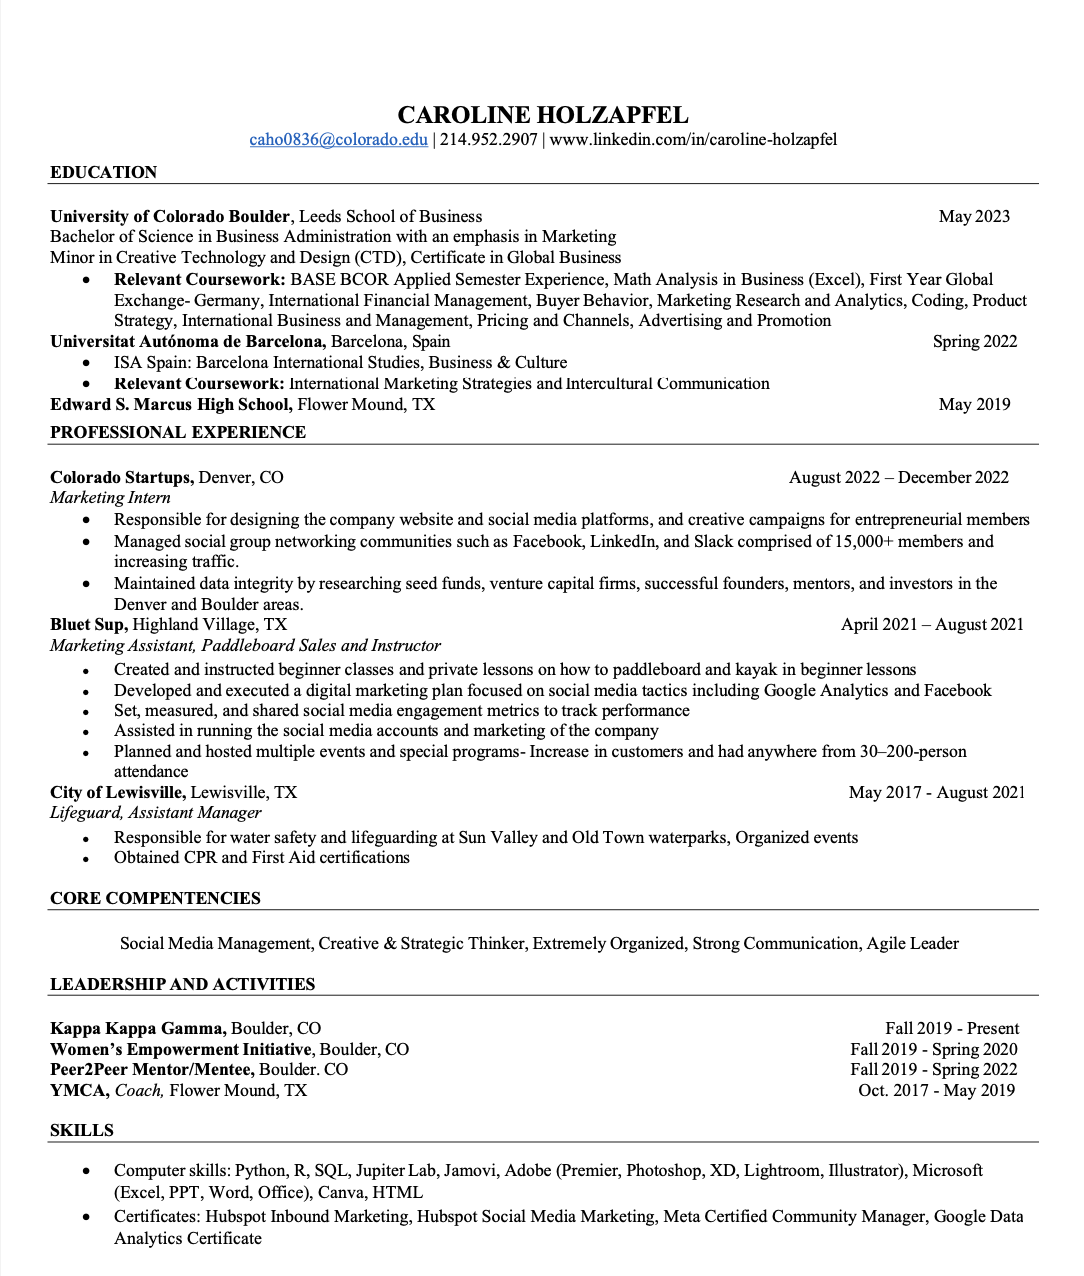 CAROLINE HOLZAPFEL
caho0836@colorado.edu | 214.952.2907 | www.linkedin.com/in/caroline-holzapfel
EDUCATION
University of Colorado Boulder, Leeds School of Business May 2023
Bachelor of Science in Business Administration with an emphasis in Marketing
Minor in Creative Technology and Design (CTD), Certificate in Global Business
• Relevant Coursework: BASE BCOR Applied Semester Experience, Math Analysis in Business (Excel), First Year Global
Exchange- Germany, International Financial Management, Buyer Behavior, Marketing Research and Analytics, Coding, Product
Strategy, International Business and Management, Pricing and Channels, Advertising and Promotion
Universitat Autónoma de Barcelona, Barcelona, Spain Spring 2022
• ISA Spain: Barcelona International Studies, Business & Culture
• Relevant Coursework: International Marketing Strategies and Intercultural Communication
Edward S. Marcus High School, Flower Mound, TX May 2019
PROFESSIONAL EXPERIENCE
Colorado Startups, Denver, CO August 2022 – December 2022
Marketing Intern
• Responsible for designing the company website and social media platforms, and creative campaigns for entrepreneurial members
• Managed social group networking communities such as Facebook, LinkedIn, and Slack comprised of 15,000+ members and
increasing traffic.
• Maintained data integrity by researching seed funds, venture capital firms, successful founders, mentors, and investors in the
Denver and Boulder areas.
Bluet Sup, Highland Village, TX April 2021 – August 2021
Marketing Assistant, Paddleboard Sales and Instructor
• Created and instructed beginner classes and private lessons on how to paddleboard and kayak in beginner lessons
• Developed and executed a digital marketing plan focused on social media tactics including Google Analytics and Facebook
• Set, measured, and shared social media engagement metrics to track performance
• Assisted in running the social media accounts and marketing of the company
• Planned and hosted multiple events and special programs- Increase in customers and had anywhere from 30–200-person
attendance
City of Lewisville, Lewisville, TX May 2017 - August 2021
Lifeguard, Assistant Manager
• Responsible for water safety and lifeguarding at Sun Valley and Old Town waterparks, Organized events
• Obtained CPR and First Aid certifications
CORE COMPENTENCIES
Social Media Management, Creative & Strategic Thinker, Extremely Organized, Strong Communication, Agile Leader
LEADERSHIP AND ACTIVITIES
Kappa Kappa Gamma, Boulder, CO Fall 2019 - Present
Women's Empowerment Initiative, Boulder, CO Fall 2019 - Spring 2020
Peer2Peer Mentor/Mentee, Boulder. CO Fall 2019 - Spring 2022
YMCA, Coach, Flower Mound, TX Oct. 2017 - May 2019
SKILLS
• Computer skills: Python, R, SQL, Jupiter Lab, Jamovi, Adobe (Premier, Photoshop, XD, Lightroom, Illustrator), Microsoft
(Excel, PPT, Word, Office), Canva, HTML
• Certificates: Hubspot Inbound Marketing, Hubspot Social Media Marketing, Meta Certified Community Manager, Google Data
Analytics Certificate